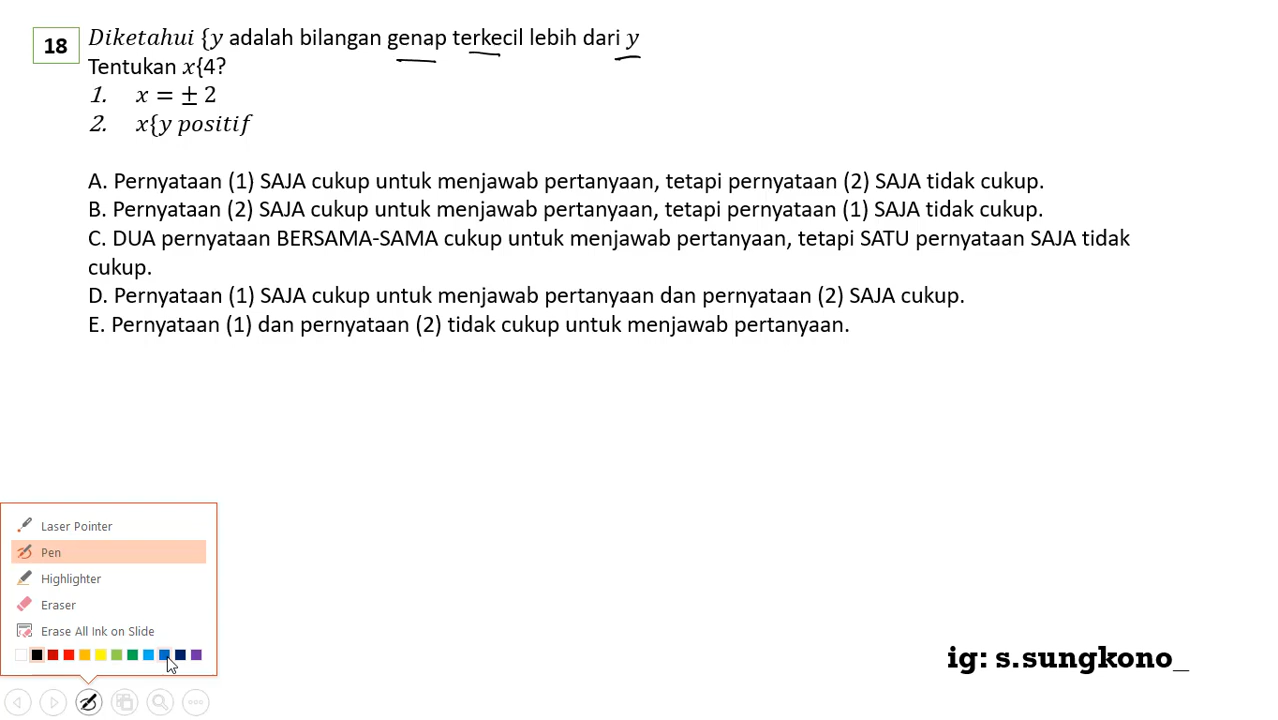 18
Diketahui {y adalah bilangan genap terkecil lebih dari y
Tentukan x{4?
1. x = ± 2
2. x{y positif
A. Pernyataan (1) SAJA cukup untuk menjawab pertanyaan, tetapi pernyataan (2) SAJA tidak cukup.
B. Pernyataan (2) SAJA cukup untuk menjawab pertanyaan, tetapi pernyataan (1) SAJA tidak cukup.
C. DUA pernyataan BERSAMA-SAMA cukup untuk menjawab pertanyaan, tetapi SATU pernyataan SAJA tidak
cukup.
D. Pernyataan (1) SAJA cukup untuk menjawab pertanyaan dan pernyataan (2) SAJA cukup.
E. Pernyataan (1) dan pernyataan (2) tidak cukup untuk menjawab pertanyaan.
Laser Pointer
Pen
Highlighter
Eraser
Erase All Ink on Slide
ig: s.sungkono_